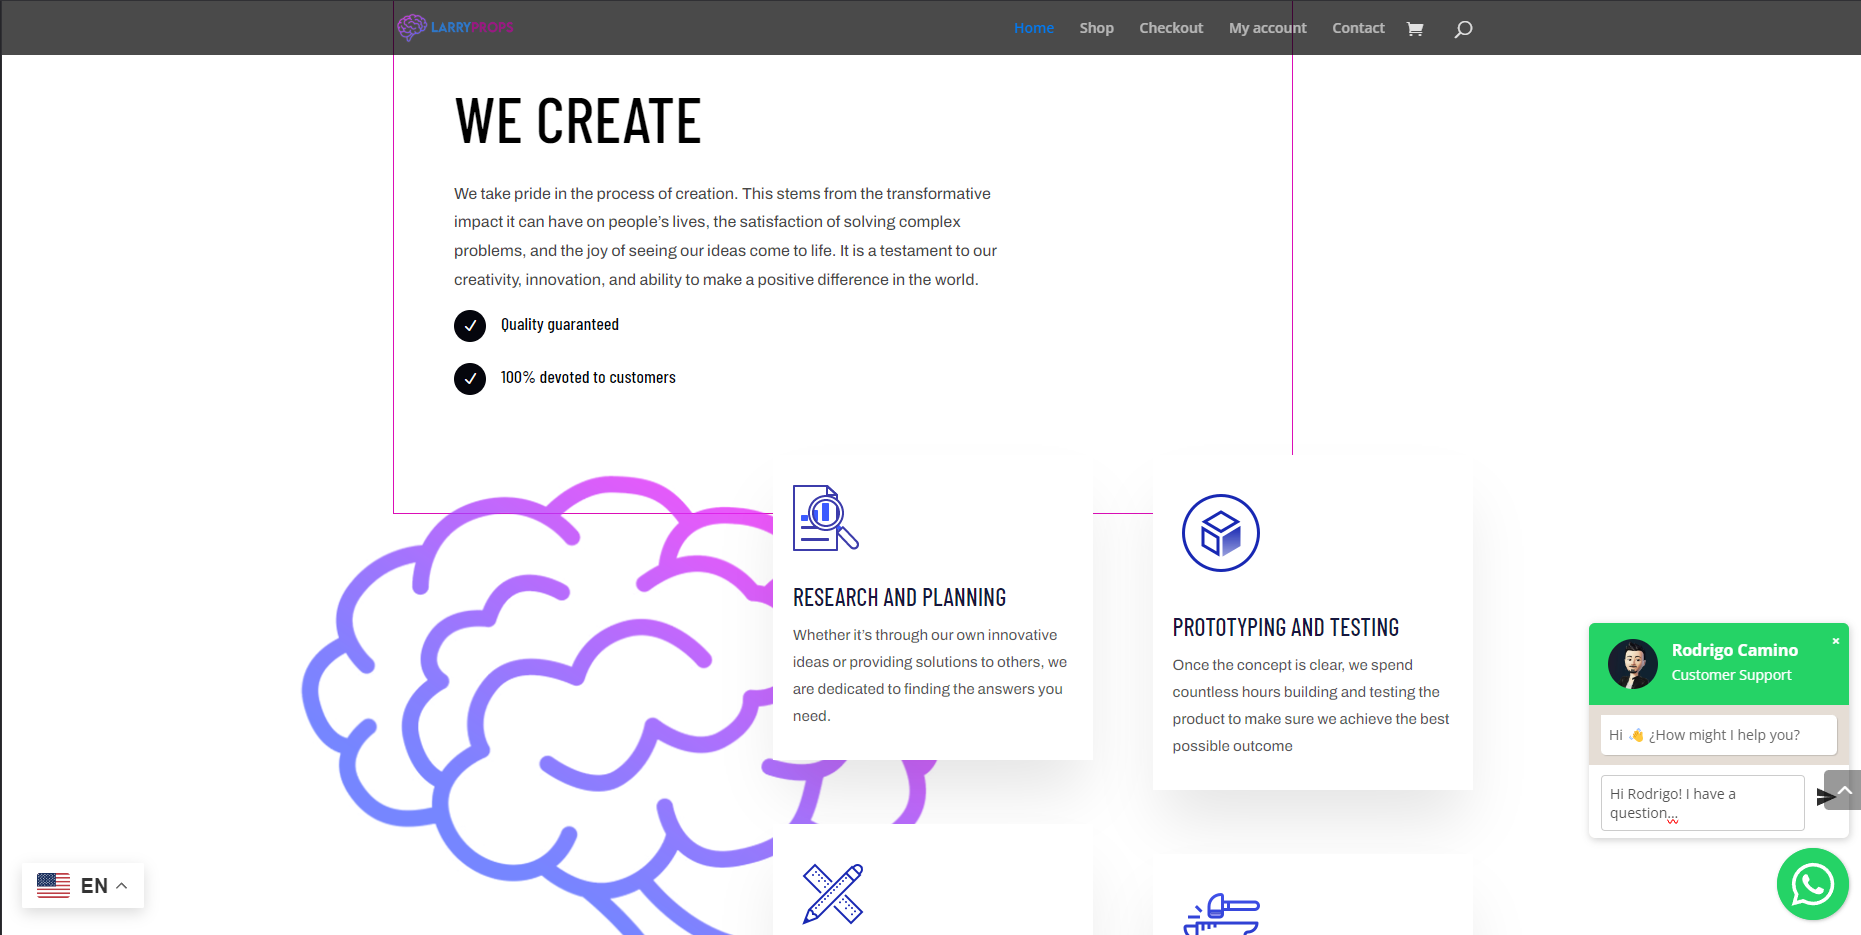 LARRYPROPS
Home Shop Checkout My account Contact
WE CREATE
We take pride in the process of creation. This stems from the transformative
impact it can have on people’s lives, the satisfaction of solving complex
problems, and the joy of seeing our ideas come to life. It is a testament to our
creativity, innovation, and ability to make a positive difference in the world.
Quality guaranteed
100% devoted to customers
RESEARCH AND PLANNING
Whether it’s through our own innovative
ideas or providing solutions to others, we
are dedicated to finding the answers you
need.
PROTOTYPING AND TESTING
Once the concept is clear, we spend
countless hours building and testing the
product to make sure we achieve the best
possible outcome
Rodrigo Camino
Customer Support
Hi 👋 ¿How might I help you?
Hi Rodrigo! I have a
question...
EN